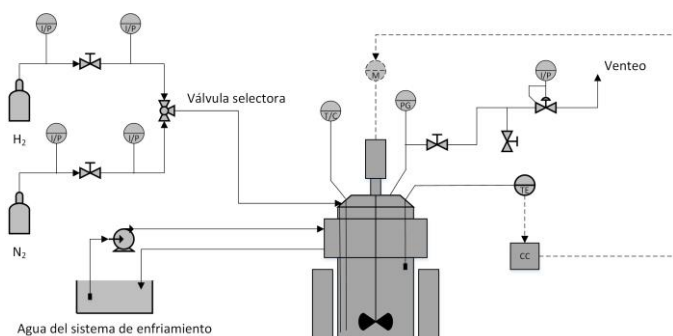 I/P
I/P
I/P
M
Venteo
Válvula selectora
T/C
PG
H₂
I/P
I/P
TE
N₂
CC
Agua del sistema de enfriamiento